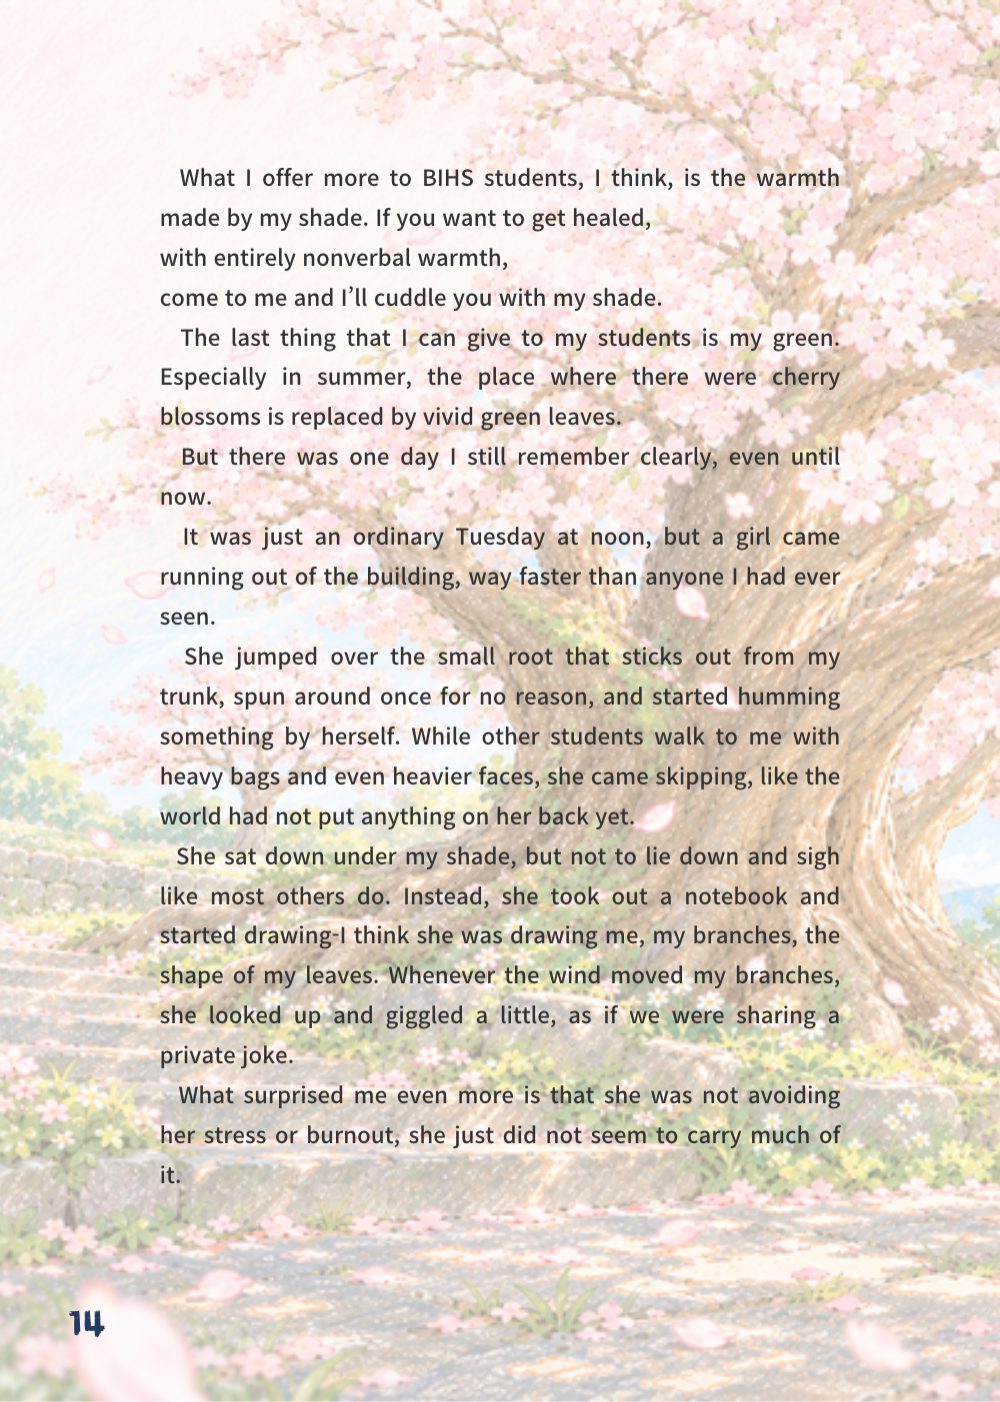 What I offer more to BIHS students, I think, is the warmth
made by my shade. If you want to get healed,
with entirely nonverbal warmth,
come to me and I’ll cuddle you with my shade.
The last thing that I can give to my students is my green.
Especially in summer, the place where there were cherry
blossoms is replaced by vivid green leaves.
But there was one day I still remember clearly, even until
now.
It was just an ordinary Tuesday at noon, but a girl came
running out of the building, way faster than anyone I had ever
seen.
She jumped over the small root that sticks out from my
trunk, spun around once for no reason, and started humming
something by herself. While other students walk to me with
heavy bags and even heavier faces, she came skipping, like the
world had not put anything on her back yet.
She sat down under my shade, but not to lie down and sigh
like most others do. Instead, she took out a notebook and
started drawing-I think she was drawing me, my branches, the
shape of my leaves. Whenever the wind moved my branches,
she looked up and giggled a little, as if we were sharing a
private joke.
What surprised me even more is that she was not avoiding
her stress or burnout, she just did not seem to carry much of
it.
14